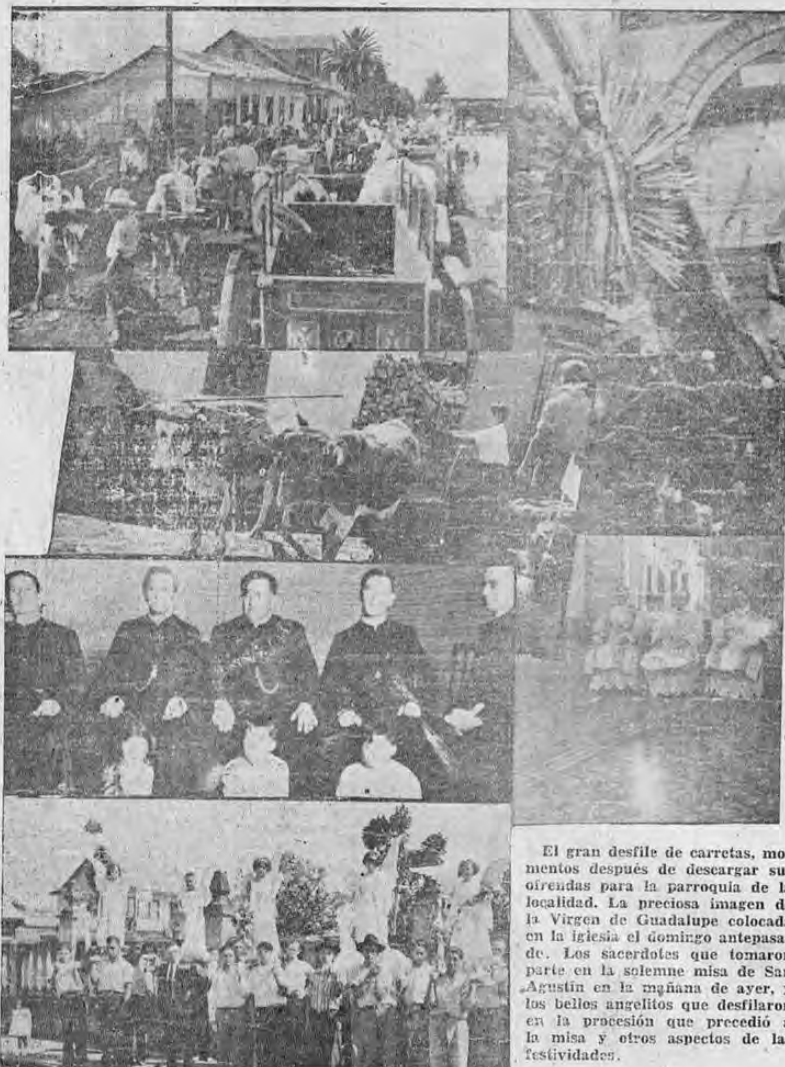 El gran desfile de carretas, mo-
mentos después de descargar su
ofrendas para la parroquia de l
localidad. La preciosa imagen d
la Virgen de Guadalupe colocad
en la iglesia el domingo antepasa-
do. Los sacerdotes que tomaron
parte en la solemne misa de San
Agustín en la mañana de ayer, y
los bellos angelitos que desfilaron
en la procesión que precedió a
la misa y otros aspectos de la
festividades.